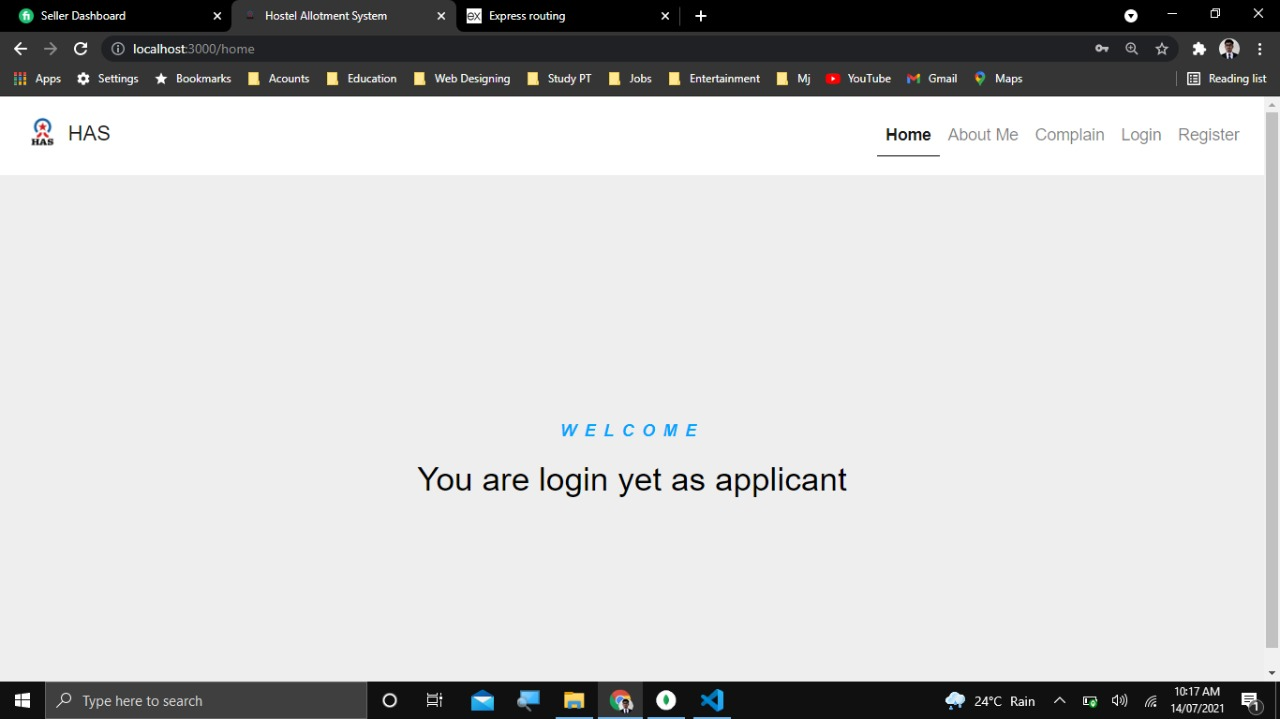 Seller Dashboard
Hostel Allotment System
Express routing
localhost:3000/home
Apps Settings Bookmarks Acounts Education Web Designing Study PT Jobs Entertainment Mj YouTube Gmail Maps Reading list
HAS HAS
Home About Me Complain Login Register
WELCOME
You are login yet as applicant
Type here to search
24°C Rain
10:17 AM
14/07/2021
1